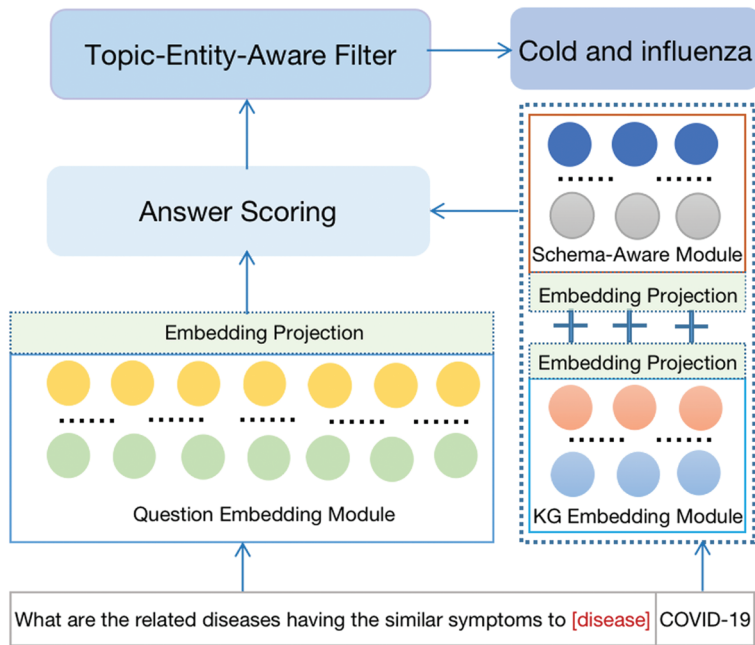 Topic-Entity-Aware Filter
Cold and influenza
Answer Scoring
Schema-Aware Module
Embedding Projection
Embedding Projection
KG Embedding Module
Embedding Projection
Question Embedding Module
What are the related diseases having the similar symptoms to [disease]
COVID-19